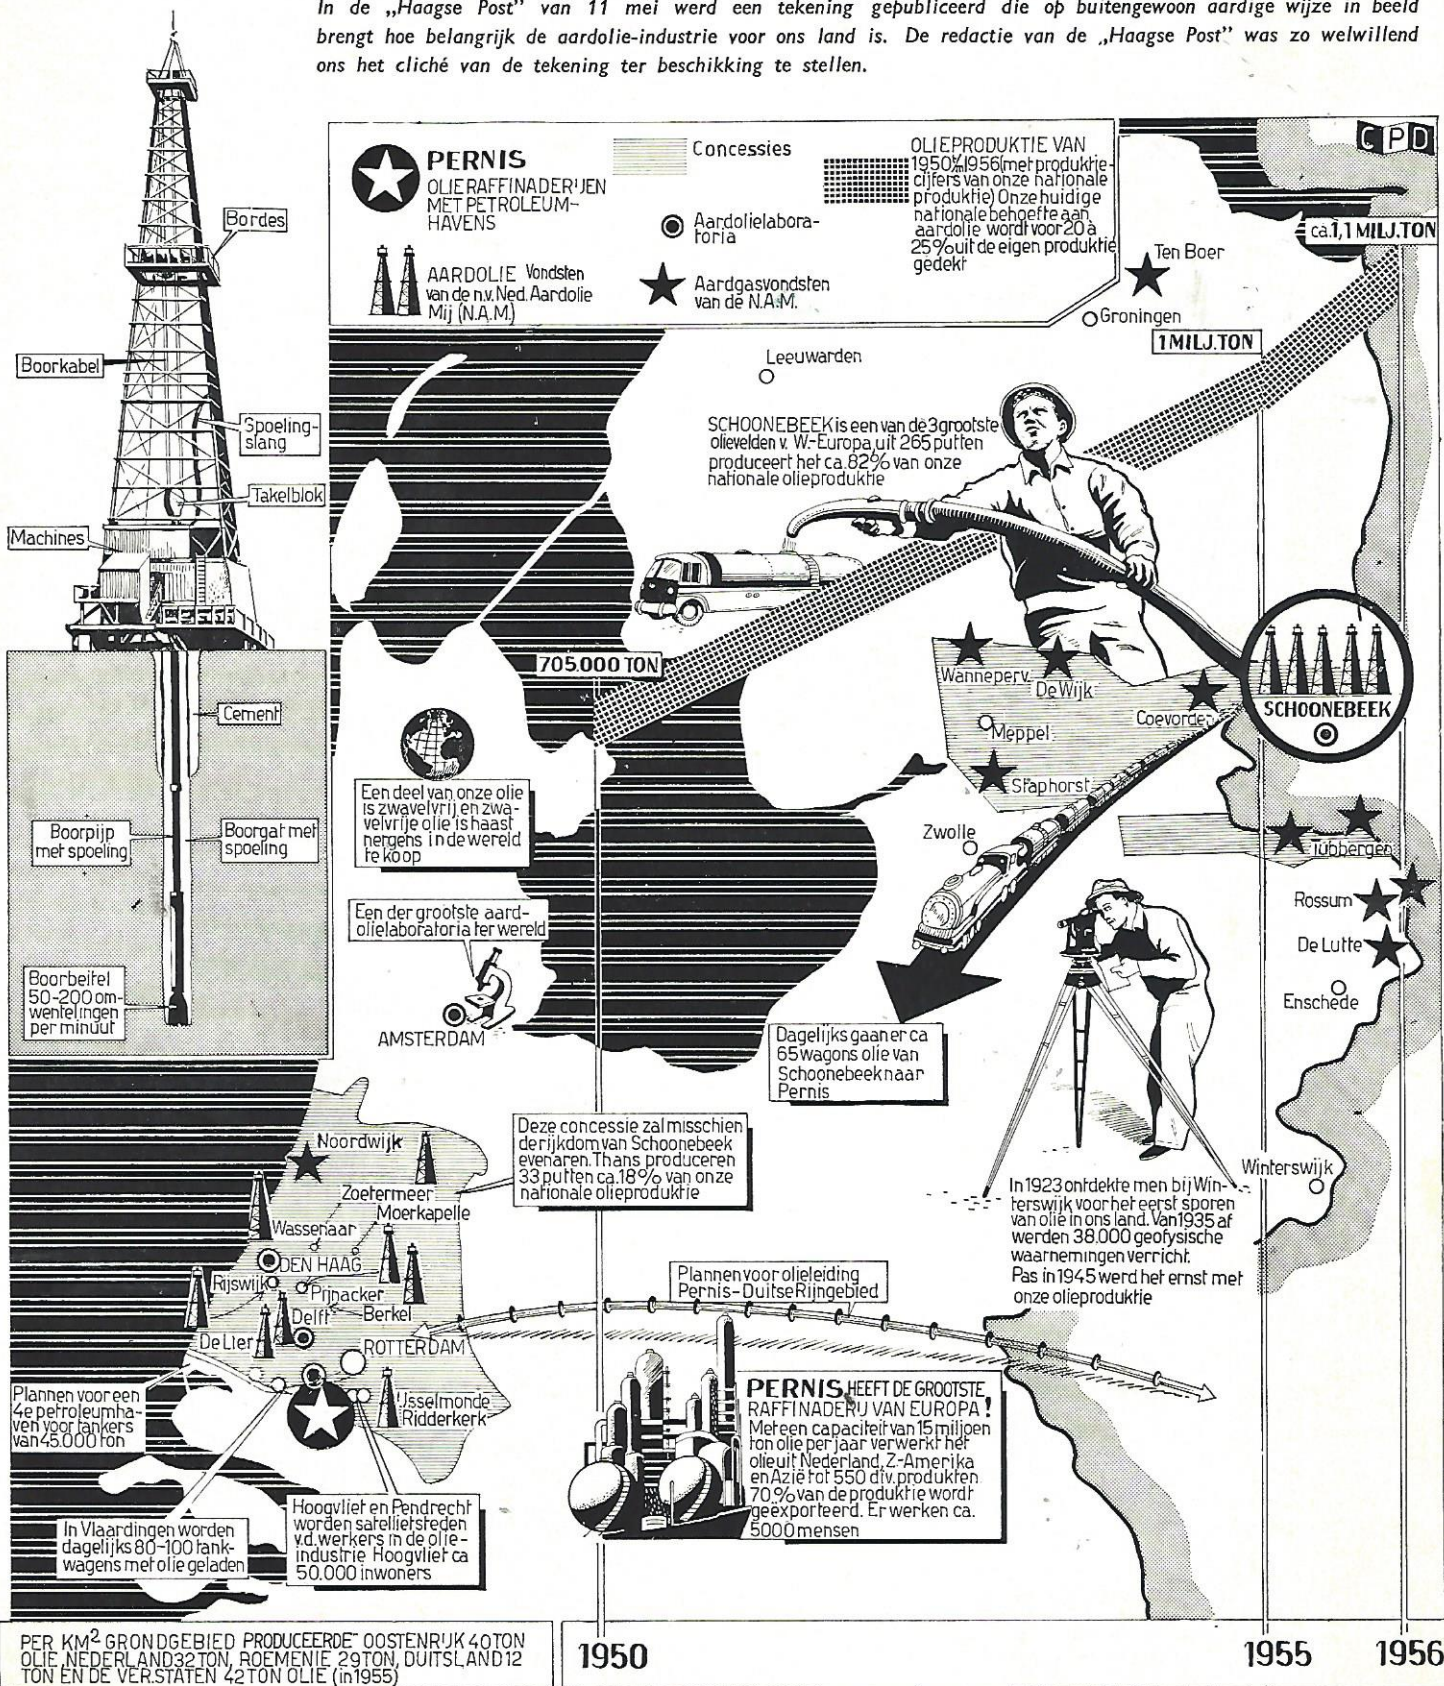 In de „Haagse Post” van 11 mei werd een tekening gepubliceerd die op buitengewoon aardige wijze in beeld
brengt hoe belangrijk de aardolie-industrie voor ons land is. De redactie van de „Haagse Post” was zo welwillend
ons het cliché van de tekening ter beschikking te stellen.
PERNIS
OLIERAFFINADERIJEN
MET PETROLEUM-
HAVENS
AARDOLIE Vondsten
van de n.v. Ned. Aardolie
Mij (N.A.M.)
Concessies
Aardolielabora-
toria
Aardgasvondsten
van de N.A.M.
OLIEPRODUKTIE VAN
1950 t/m 1956 (met produktie-
cijfers van onze nationale
produktie) Onze huidige
nationale behoefte aan
aardolie wordt voor 20 à
25% uit de eigen produktie
gedekt
CPD
ca. 1,1 MILJ. TON
Ten Boer
Groningen
1 MILJ. TON
Leeuwarden
Bordes
Boorkabel
Spoeling-
slang
Takelblok
Machines
Cement
Boorpijp
met spoeling
Boorgat met
spoeling
Boorbeitel
50-200 om-
wentelingen
per minuut
SCHOONEBEEK is een van de 3 grootste
olievelden v. W.-Europa uit 265 putten
produceert het ca. 82% van onze
nationale olieproduktie
705.000 TON
Wanneperv.
De Wijk
Meppel
Coevorden
SCHOONEBEEK
Staphorst
Zwolle
Tubbergen
Rossum
De Lutte
Enschede
Een deel van onze olie
is zwavelvrij en zwa-
velvrije olie is haast
nergens in de wereld
te koop
Een der grootste aard-
olielaboratoria ter wereld
AMSTERDAM
Dagelijks gaan er ca
65 wagons olie van
Schoonebeek naar
Pernis
Deze concessie zal misschien
de rijkdom van Schoonebeek
evenaren. Thans produceren
33 putten ca. 18% van onze
nationale olieproduktie
Winterswijk
In 1923 ontdekte men bij Win-
terswijk voor het eerst sporen
van olie in ons land. Van 1935 af
werden 38.000 geofysische
waarnemingen verricht.
Pas in 1945 werd het ernst met
onze olieproduktie
Noordwijk
Zoetermeer
Moerkapelle
Wassenaar
DEN HAAG
Rijswijk
Pijnacker
Delft
Berkel
De Lier
ROTTERDAM
IJsselmonde
Ridderkerk
Plannen voor olieleiding
Pernis-Duitse Rijngebied
Plannen voor een
4e petroleumha-
ven voor tankers
van 45.000 ton
PERNIS HEEFT DE GROOTSTE
RAFFINADERIJ VAN EUROPA!
Met een capaciteit van 15 miljoen
ton olie per jaar verwerkt het
olie uit Nederland, Z.-Amerika
en Azië tot 550 div. produkten
70% van de produktie wordt
geëxporteerd. Er werken ca.
5000 mensen
In Vlaardingen worden
dagelijks 80-100 tank-
wagens met olie geladen
Hoogvliet en Pendrecht
worden satellietsteden
v.d. werkers in de olie-
industrie Hoogvliet ca
50.000 inwoners
PER KM² GRONDGEBIED PRODUCEERDE OOSTENRIJK 40 TON
OLIE, NEDERLAND 32 TON, ROEMENIE 29 TON, DUITSLAND 12
TON EN DE VER. STATEN 42 TON OLIE (in 1955)
1950
1955
1956